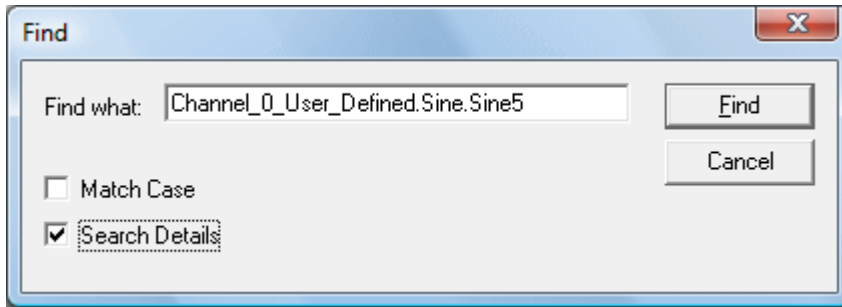 Find
Find what: Channel_0_User_Defined.Sine.Sine5
Find
Cancel
Match Case
Search Details